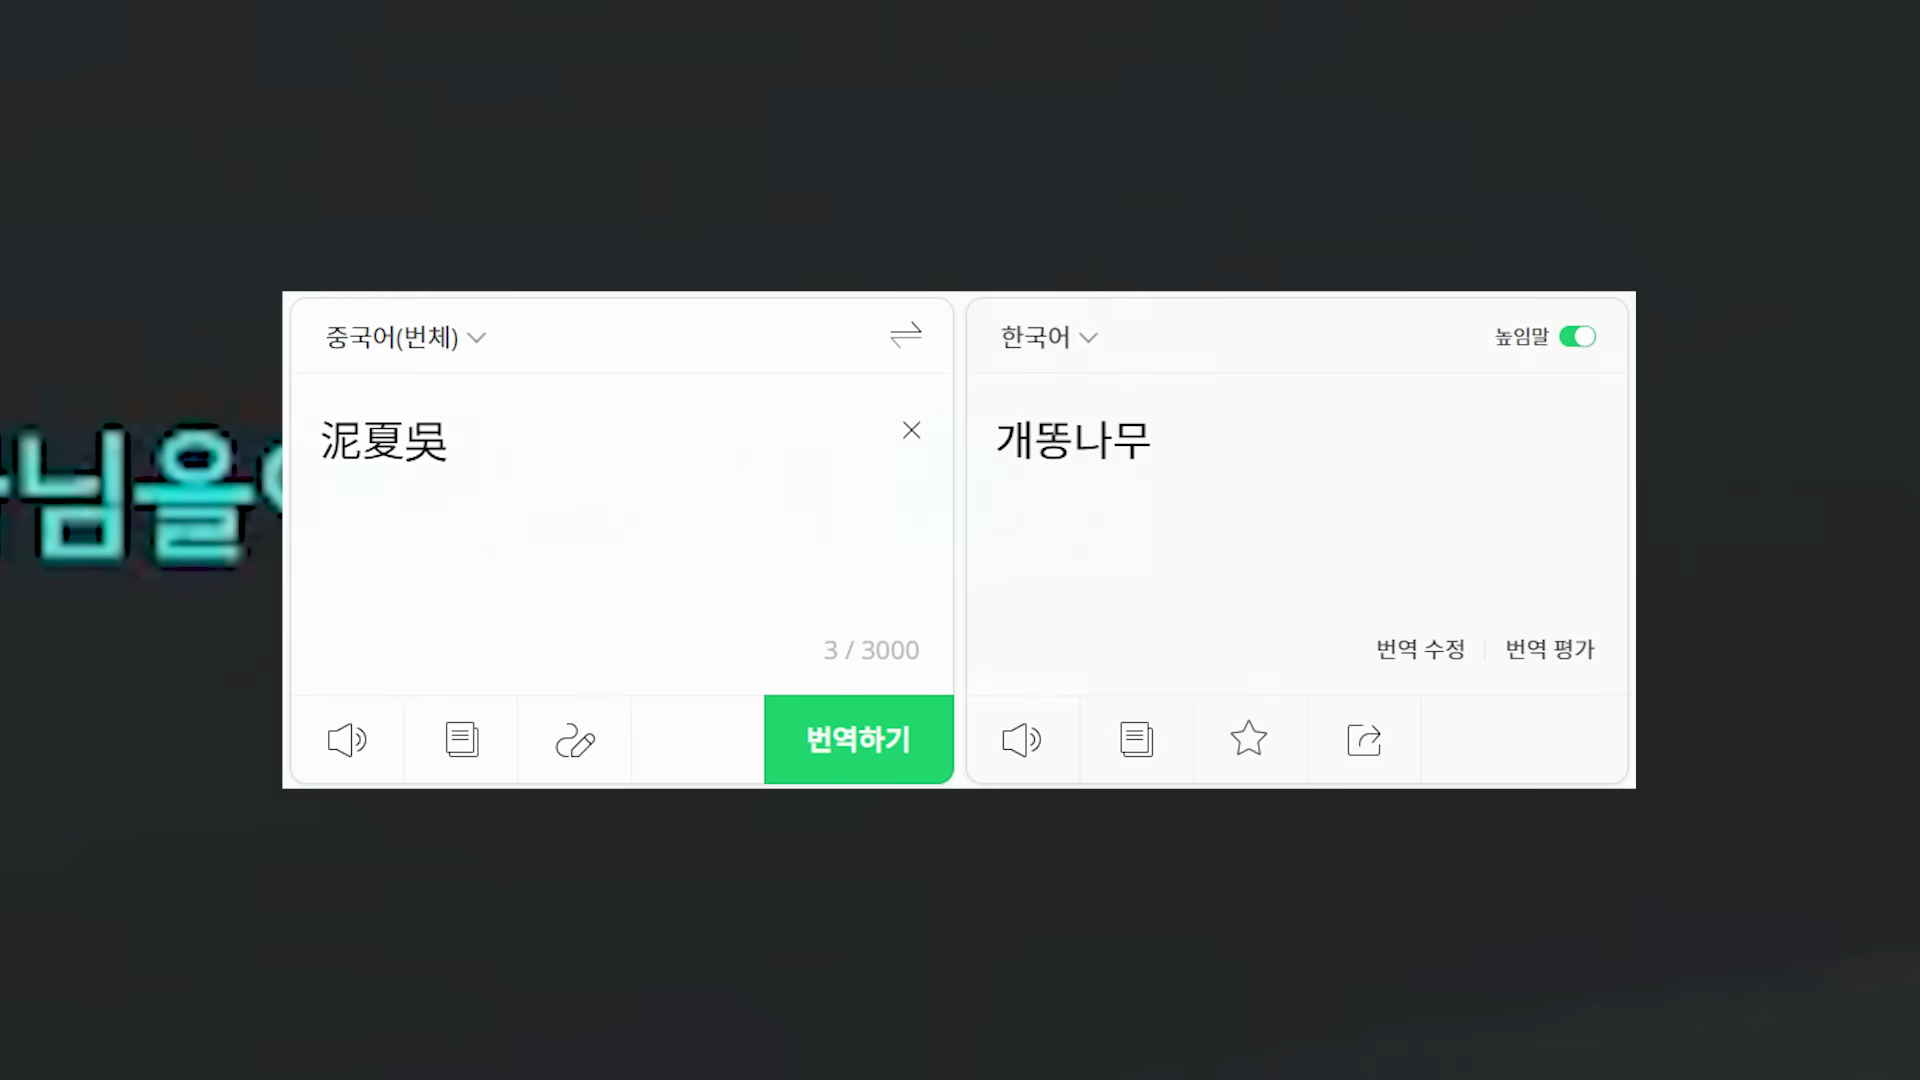 중국어(번체)
泥夏吳
3 / 3000
번역하기
한국어
높임말
개똥나무
번역 수정
번역 평가
님을